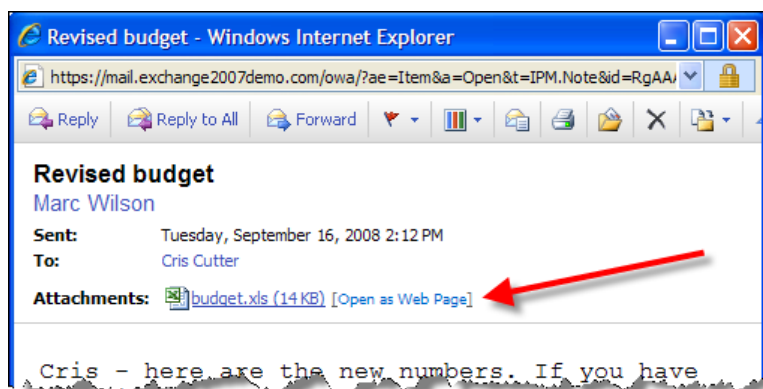 Revised budget - Windows Internet Explorer
https://mail.exchange2007demo.com/owa/?ae=Item&a=Open&t=IPM.Note&id=RgAAA
Reply Reply to All Forward
Revised budget
Marc Wilson
Sent: Tuesday, September 16, 2008 2:12 PM
To: Cris Cutter
Attachments: budget.xls (14 KB) [Open as Web Page]
Cris - here are the new numbers. If you have